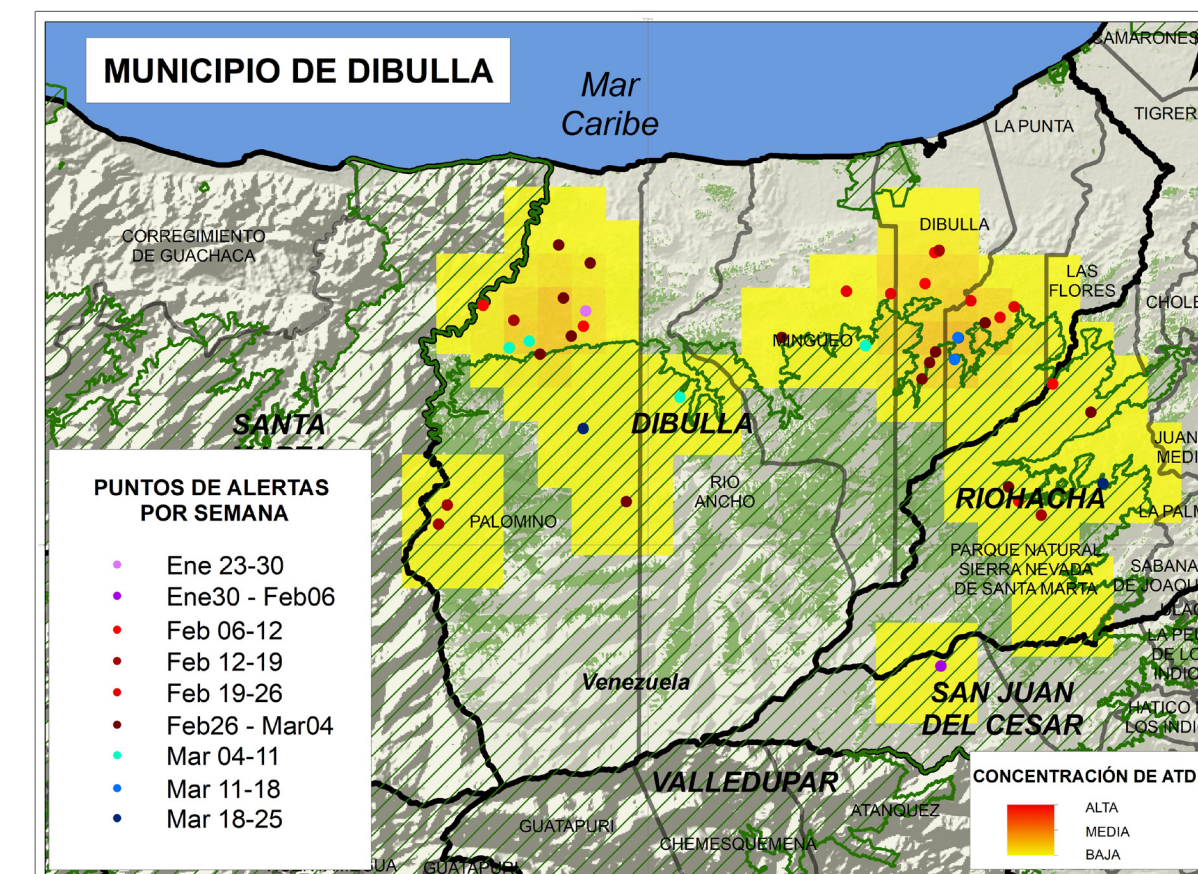 MUNICIPIO DE DIBULLA
Mar
Caribe
CAMARONES
TIGRER
LA PUNTA
DIBULLA
CORREGIMIENTO
DE GUACHACA
LAS
FLORES
CHOLE
MINGUEO
SANTA
DIBULLA
JUAN
MEDI
RIO
ANCHO
RIOHACHA
LA PALM
PALOMINO
PARQUE NATURAL
SIERRA NEVADA
DE SANTA MARTA
SABANA
DE JOAQU
LA PEÑ
DE LO
INDIO
Venezuela
SAN JUAN
DEL CESAR
HATICO
LOS INDI
VALLEDUPAR
ATANQUEZ
GUATAPURI
CHEMESQUEMENA
GUATAPURI
PUNTOS DE ALERTAS
POR SEMANA
Ene 23-30
Ene30 - Feb06
Feb 06-12
Feb 12-19
Feb 19-26
Feb26 - Mar04
Mar 04-11
Mar 11-18
Mar 18-25
CONCENTRACIÓN DE ATD
ALTA
MEDIA
BAJA